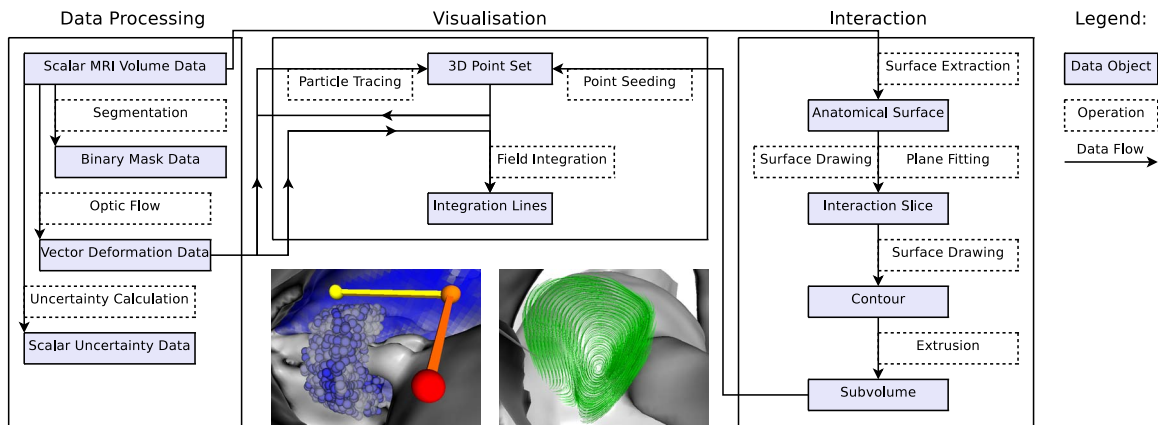 Data Processing
Scalar MRI Volume Data
Segmentation
Binary Mask Data
Optic Flow
Vector Deformation Data
Uncertainty Calculation
Scalar Uncertainty Data
Visualisation
3D Point Set
Particle Tracing
Point Seeding
Field Integration
Integration Lines
Interaction
Surface Extraction
Anatomical Surface
Surface Drawing
Plane Fitting
Interaction Slice
Surface Drawing
Contour
Extrusion
Subvolume
Legend:
Data Object
Operation
Data Flow